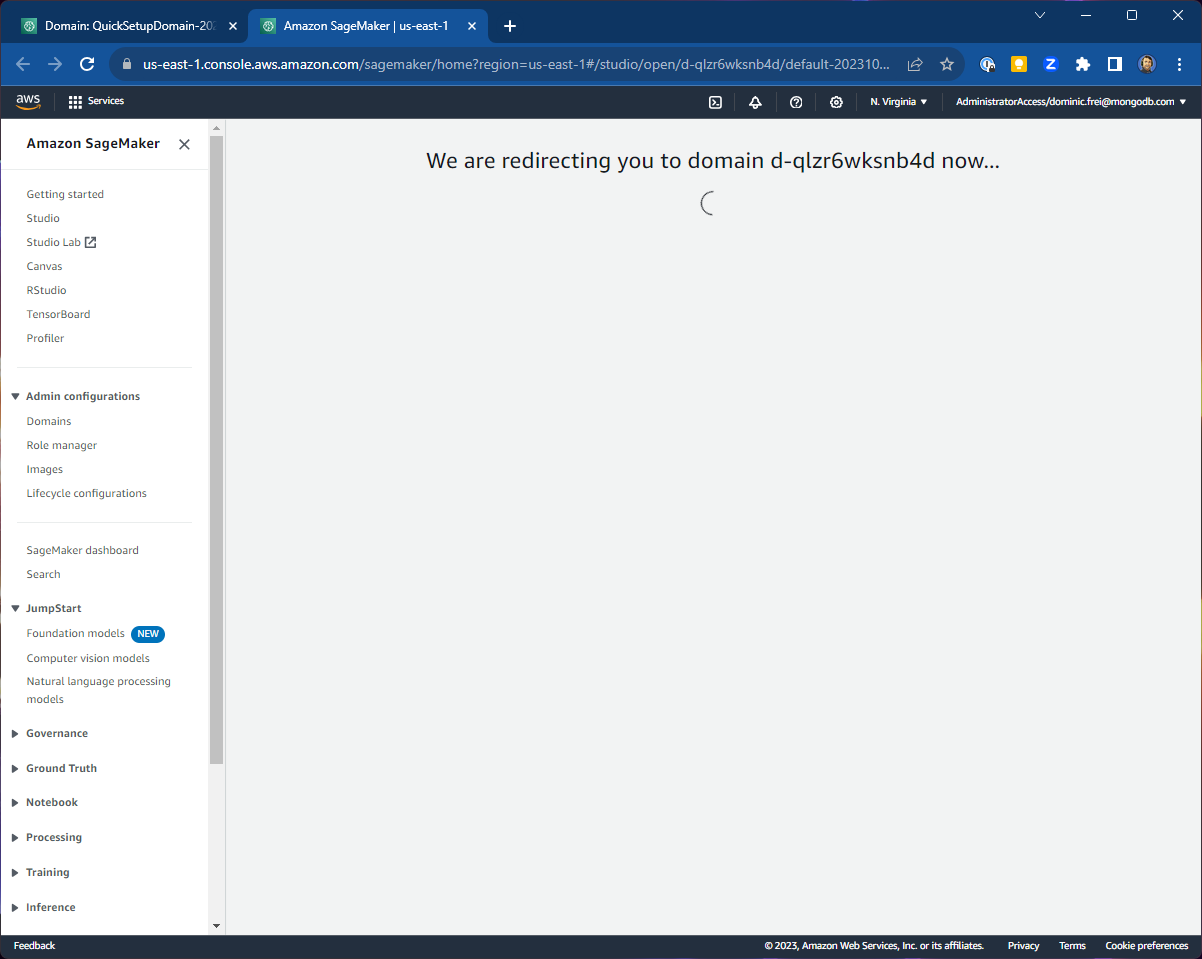 Domain: QuickSetupDomain-202
Amazon SageMaker | us-east-1
us-east-1.console.aws.amazon.com/sagemaker/home?region=us-east-1#/studio/open/d-qlzr6wksnb4d/default-202310...
aws
Services
N. Virginia
AdministratorAccess/dominic.frei@mongodb.com
Amazon SageMaker
Getting started
Studio
Studio Lab
Canvas
RStudio
TensorBoard
Profiler
Admin configurations
Domains
Role manager
Images
Lifecycle configurations
SageMaker dashboard
Search
JumpStart
Foundation models NEW
Computer vision models
Natural language processing
models
Governance
Ground Truth
Notebook
Processing
Training
Inference
We are redirecting you to domain d-qlzr6wksnb4d now...
Feedback
© 2023, Amazon Web Services, Inc. or its affiliates.
Privacy
Terms
Cookie preferences